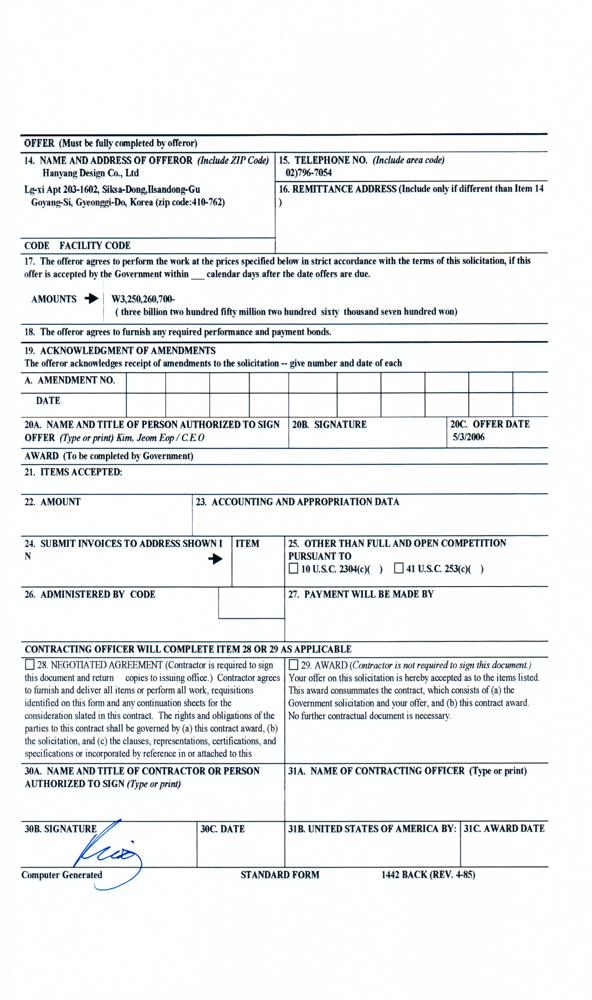 OFFER (Must be fully completed by offeror)
14. NAME AND ADDRESS OF OFFEROR (Include ZIP Code)
Hanyang Design Co., Ltd
Lg-xi Apt 203-1602, Siksa-Dong,Ilsandong-Gu
Goyang-Si, Gyeonggi-Do, Korea (zip code:410-762)
15. TELEPHONE NO. (Include area code)
02)796-7054
16. REMITTANCE ADDRESS (Include only if different than Item 14
)
CODE FACILITY CODE
17. The offeror agrees to perform the work at the prices specified below in strict accordance with the terms of this solicitation, if this
offer is accepted by the Government within ___ calendar days after the date offers are due.
AMOUNTS W3,250,260,700-
( three billion two hundred fifty million two hundred sixty thousand seven hundred won)
18. The offeror agrees to furnish any required performance and payment bonds.
19. ACKNOWLEDGMENT OF AMENDMENTS
The offeror acknowledges receipt of amendments to the solicitation -- give number and date of each
A. AMENDMENT NO.
DATE
20A. NAME AND TITLE OF PERSON AUTHORIZED TO SIGN
OFFER (Type or print) Kim, Jeom Eop / C.E.O
20B. SIGNATURE
20C. OFFER DATE
5/3/2006
AWARD (To be completed by Government)
21. ITEMS ACCEPTED:
22. AMOUNT
23. ACCOUNTING AND APPROPRIATION DATA
24. SUBMIT INVOICES TO ADDRESS SHOWN I
N
ITEM
25. OTHER THAN FULL AND OPEN COMPETITION
PURSUANT TO
10 U.S.C. 2304(c)( ) 41 U.S.C. 253(c)( )
26. ADMINISTERED BY CODE
27. PAYMENT WILL BE MADE BY
CONTRACTING OFFICER WILL COMPLETE ITEM 28 OR 29 AS APPLICABLE
28. NEGOTIATED AGREEMENT (Contractor is required to sign
this document and return copies to issuing office.) Contractor agrees
to furnish and deliver all items or perform all work, requisitions
identified on this form and any continuation sheets for the
consideration slated in this contract. The rights and obligations of the
parties to this contract shall be governed by (a) this contract award, (b)
the solicitation, and (c) the clauses, representations, certifications, and
specifications or incorporated by reference in or attached to this
29. AWARD (Contractor is not required to sign this document.)
Your offer on this solicitation is hereby accepted as to the items listed.
This award consummates the contract, which consists of (a) the
Government solicitation and your offer, and (b) this contract award.
No further contractual document is necessary.
30A. NAME AND TITLE OF CONTRACTOR OR PERSON
AUTHORIZED TO SIGN (Type or print)
31A. NAME OF CONTRACTING OFFICER (Type or print)
30B. SIGNATURE
30C. DATE
31B. UNITED STATES OF AMERICA BY:
31C. AWARD DATE
Computer Generated STANDARD FORM 1442 BACK (REV. 4-85)